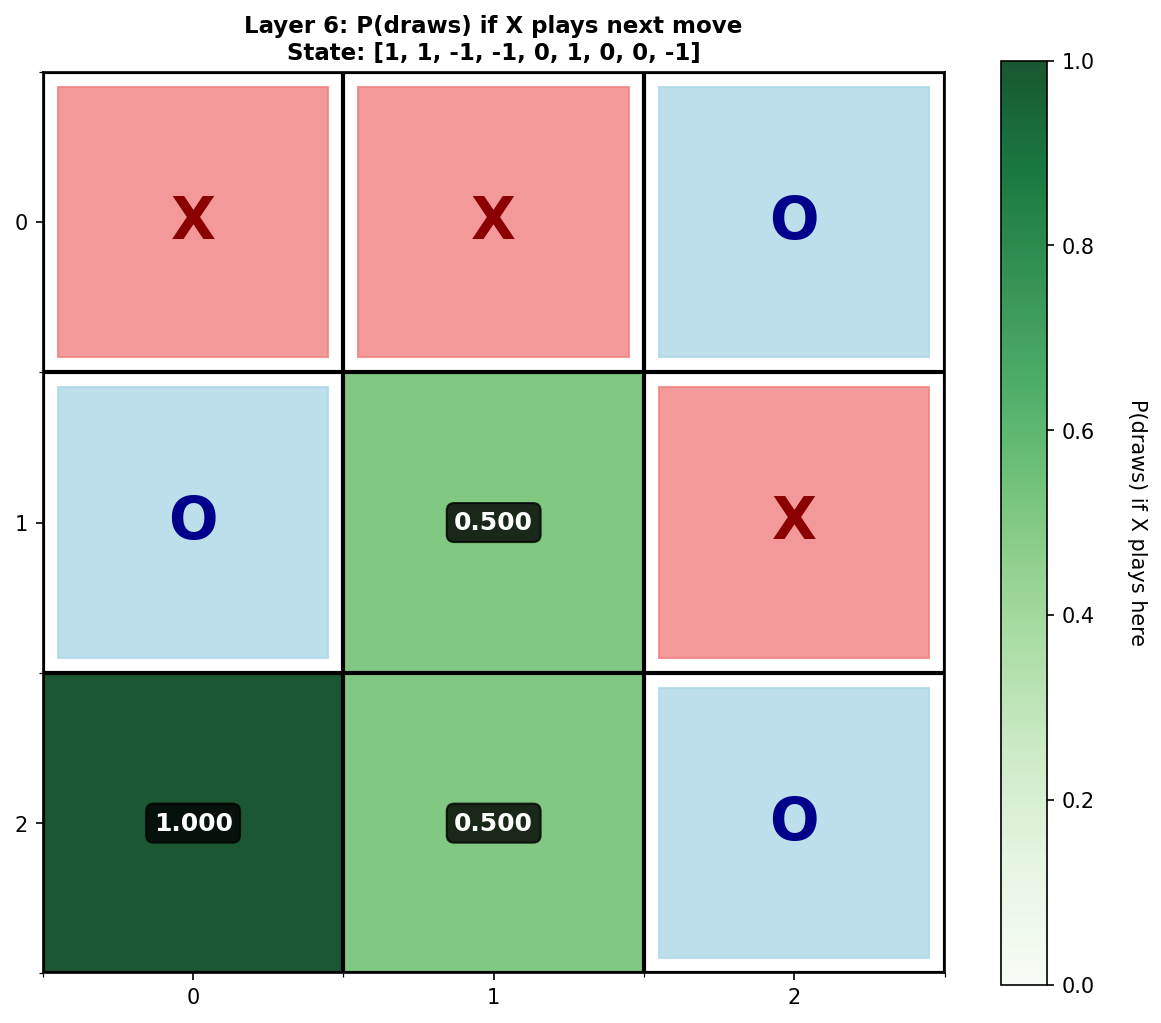 Layer 6: P(draws) if X plays next move
State: [1, 1, -1, -1, 0, 1, 0, 0, -1]
X
X
O
O
0.500
X
1.000
0.500
O
0
1
2
0
1
2
1.0
0.8
0.6
0.4
0.2
0.0
P(draws) if X plays here